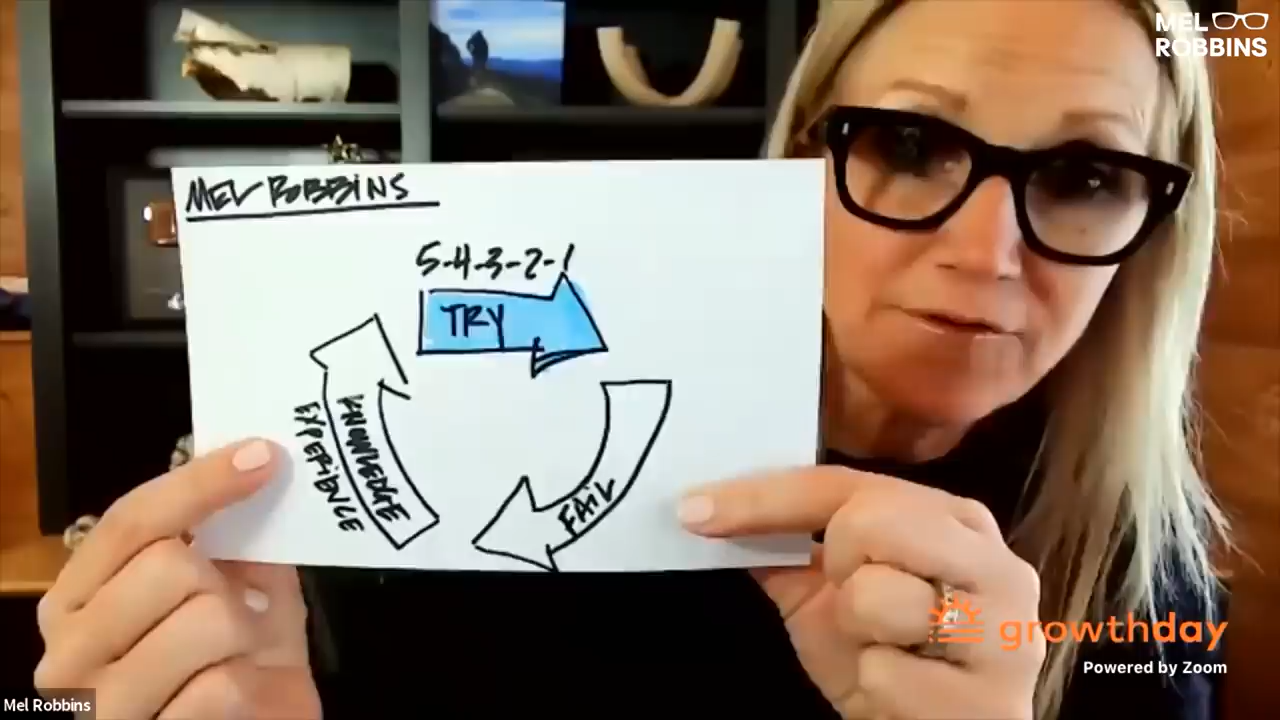 MEL ROBBINS
MEL ROBBINS
5-4-3-2-1
TRY
KNOWLEDGE
EXPERIENCE
FAIL
growthday
Powered by Zoom
Mel Robbins